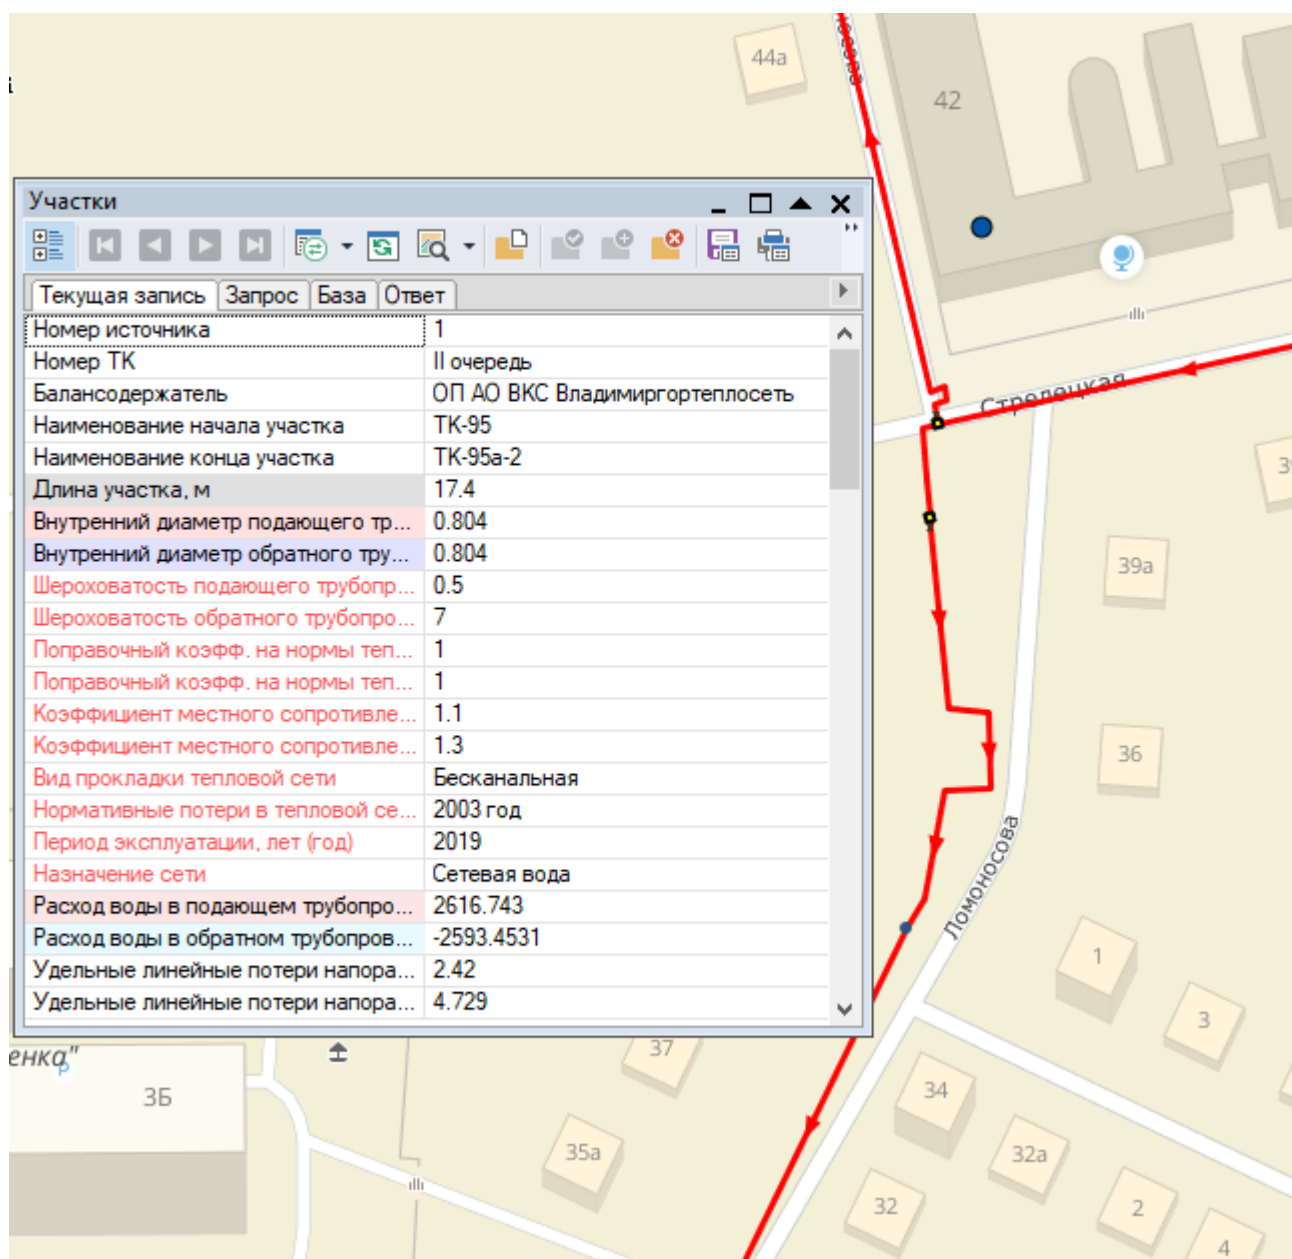 44а
42
Участки
Текущая запись Запрос База Ответ
Номер источника 1
Номер ТК II очередь
Балансодержатель ОП АО ВКС Владимиргортеплосеть
Наименование начала участка ТК-95
Наименование конца участка ТК-95а-2
Длина участка, м 17.4
Внутренний диаметр подающего тр... 0.804
Внутренний диаметр обратного тру... 0.804
Шероховатость подающего трубопр... 0.5
Шероховатость обратного трубопро... 7
Поправочный коэфф. на нормы теп... 1
Поправочный коэфф. на нормы теп... 1
Коэффициент местного сопротивле... 1.1
Коэффициент местного сопротивле... 1.3
Вид прокладки тепловой сети Бесканальная
Нормативные потери в тепловой се... 2003 год
Период эксплуатации, лет (год) 2019
Назначение сети Сетевая вода
Расход воды в подающем трубопро... 2616.743
Расход воды в обратном трубопров... -2593.4531
Удельные линейные потери напора... 2.42
Удельные линейные потери напора... 4.729
Стрелецкая
39а
36
Ломоносова
1
3
37
34
32а
2
4
32
35а
енка"
P
3Б